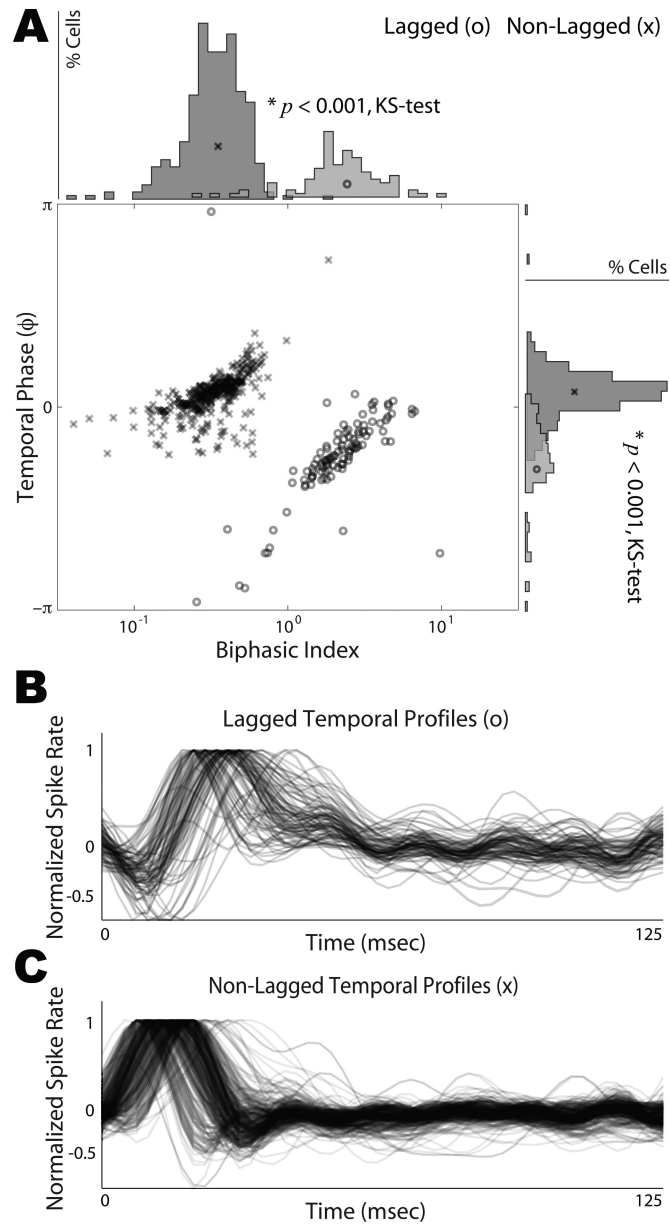 A
% Cells
Lagged (o) Non-Lagged (x)
* p < 0.001, KS-test
π
0
−π
Temporal Phase (ϕ)
10⁻¹ 10⁰ 10¹
Biphasic Index
% Cells
* p < 0.001, KS-test
B
Lagged Temporal Profiles (o)
Normalized Spike Rate
1
0
-0.5
0 125
Time (msec)
C
Non-Lagged Temporal Profiles (x)
Normalized Spike Rate
1
0
-0.5
0 125
Time (msec)